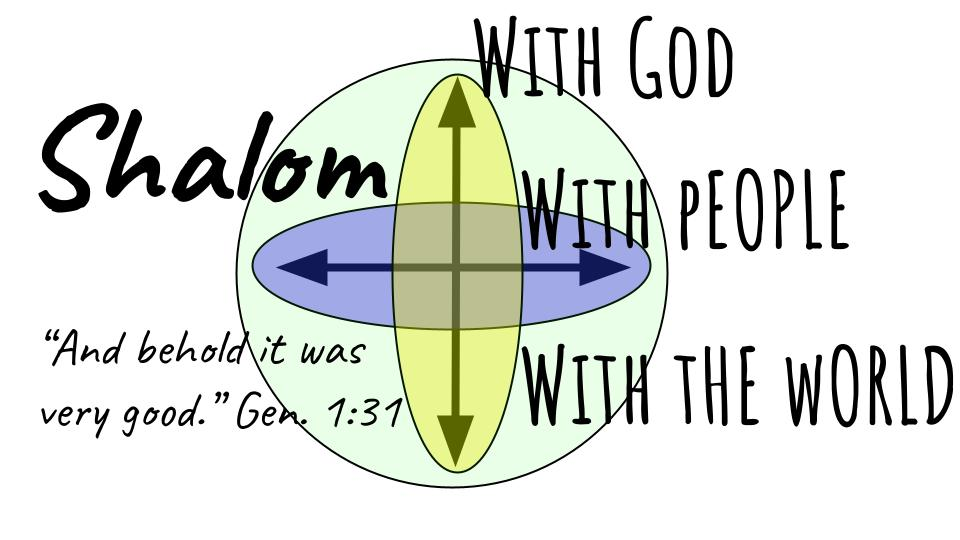 With God
Shalom
With pEOPLE
“And behold it was
very good.” Gen. 1:31
With tHE wORLD